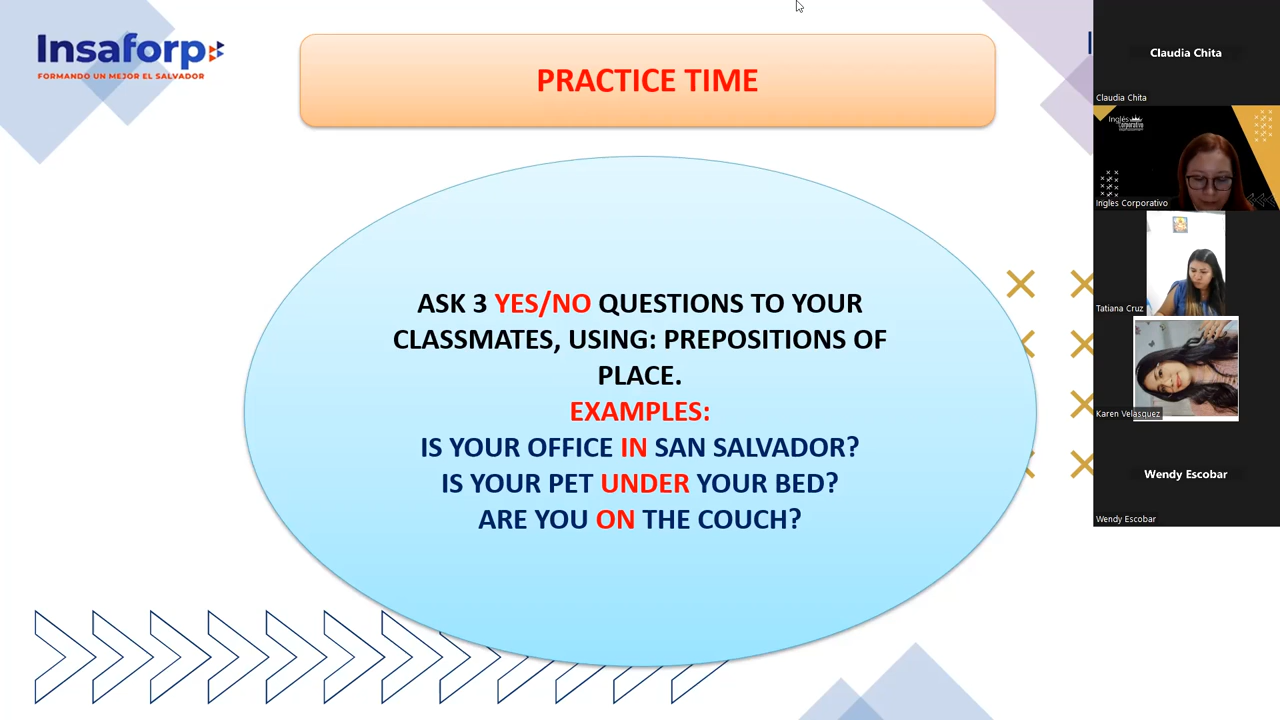 Insaforp
FORMANDO UN MEJOR EL SALVADOR
PRACTICE TIME
ASK 3 YES/NO QUESTIONS TO YOUR
CLASSMATES, USING: PREPOSITIONS OF
PLACE.
EXAMPLES:
IS YOUR OFFICE IN SAN SALVADOR?
IS YOUR PET UNDER YOUR BED?
ARE YOU ON THE COUCH?
Claudia Chita
Claudia Chita
Inglés
Corporativo
Ingles Corporativo
Tatiana Cruz
Karen Velasquez
Wendy Escobar
Wendy Escobar